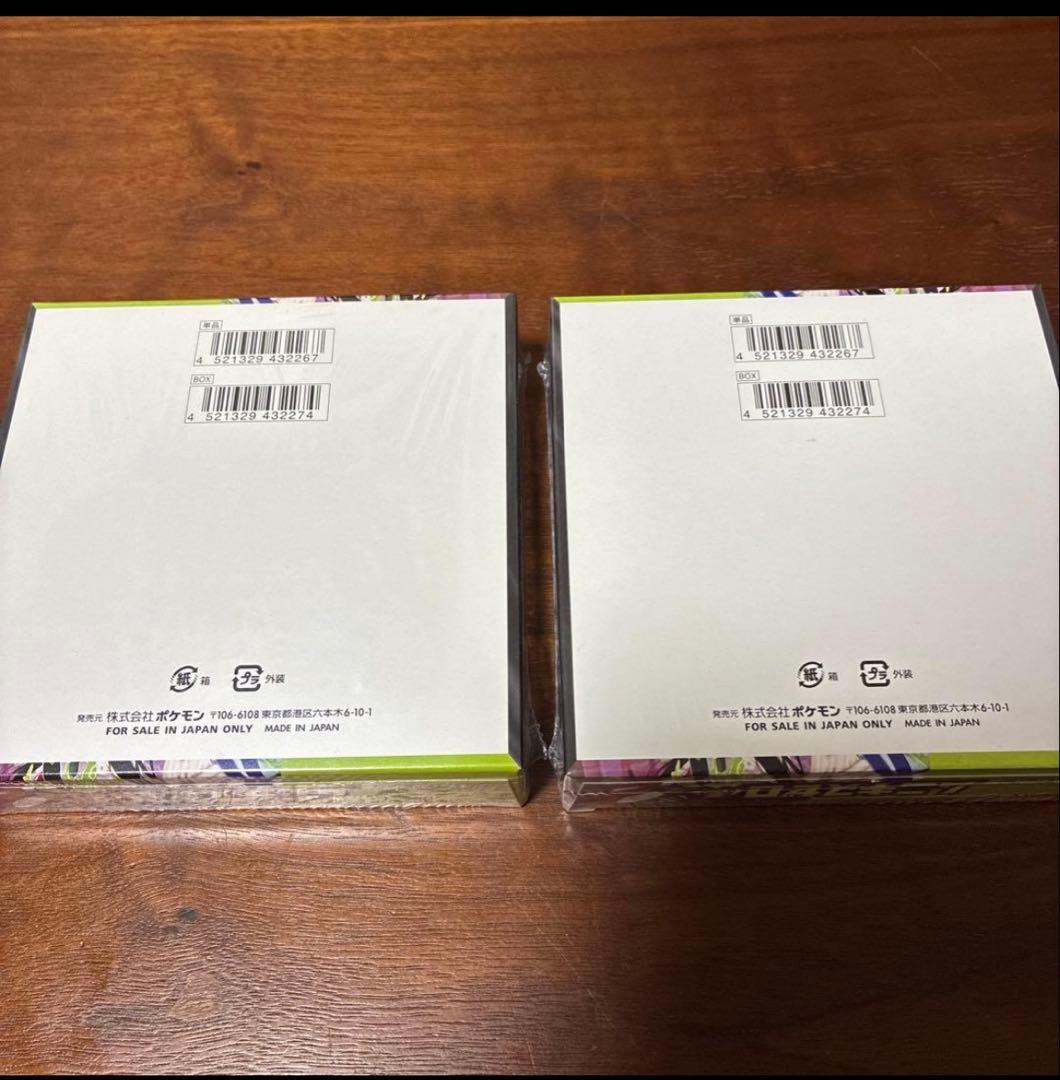 単品
4 521329 432267
BOX
4 521329 432274
紙 箱 プラ 外装
発売元 株式会社ポケモン 〒106-6108 東京都港区六本木6-10-1
FOR SALE IN JAPAN ONLY MADE IN JAPAN
単品
4 521329 432267
BOX
4 521329 432274
紙 箱 プラ 外装
発売元 株式会社ポケモン 〒106-6108 東京都港区六本木6-10-1
FOR SALE IN JAPAN ONLY MADE IN JAPAN